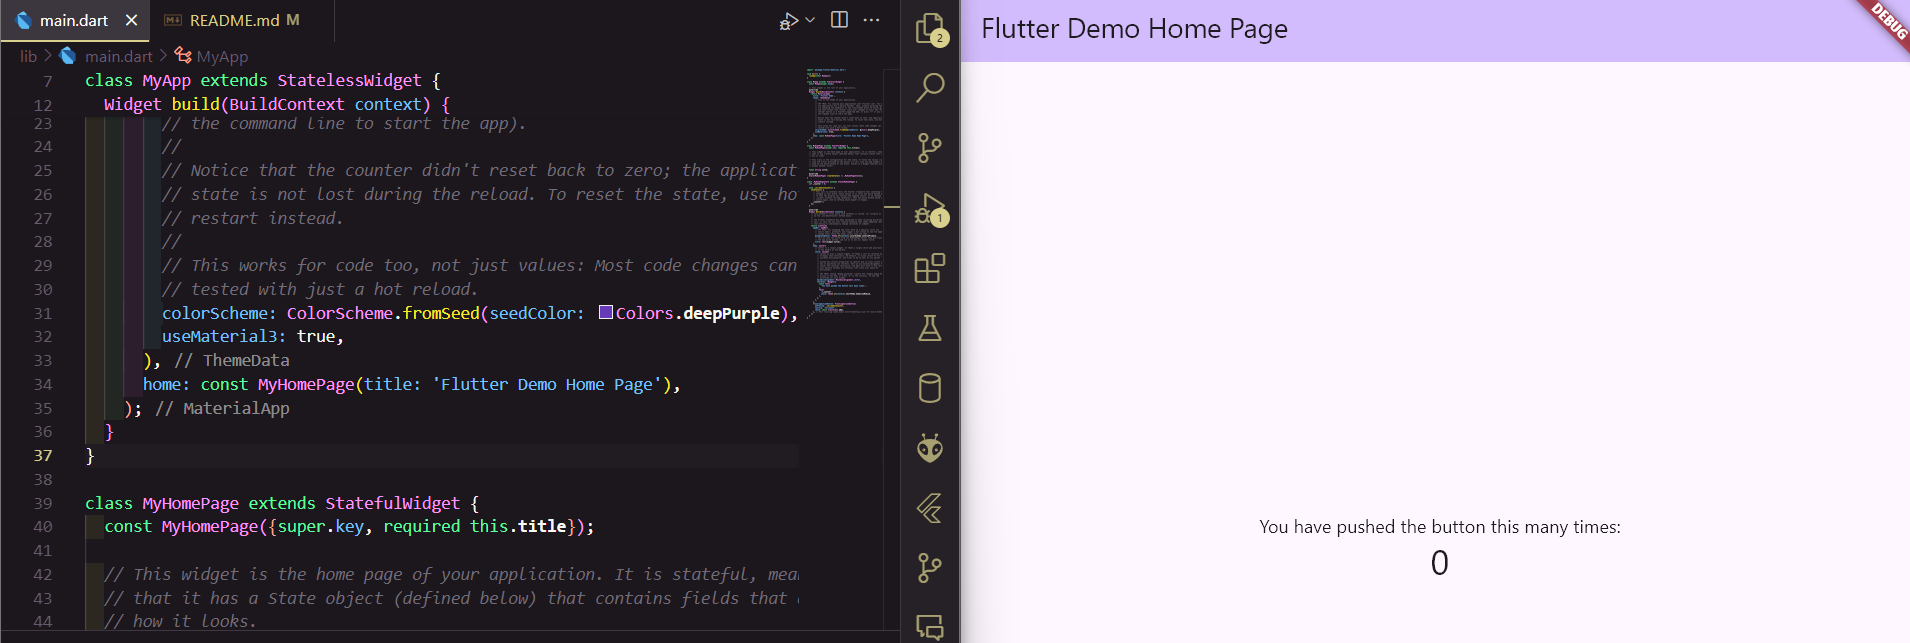 main.dart
README.md M
lib > main.dart > MyApp
7 class MyApp extends StatelessWidget {
12 Widget build(BuildContext context) {
23 // the command line to start the app).
24 //
25 // Notice that the counter didn't reset back to zero; the applicat
26 // state is not lost during the reload. To reset the state, use ho
27 // restart instead.
28 //
29 // This works for code too, not just values: Most code changes can
30 // tested with just a hot reload.
31 colorScheme: ColorScheme.fromSeed(seedColor: Colors.deepPurple),
32 useMaterial3: true,
33 ), // ThemeData
34 home: const MyHomePage(title: 'Flutter Demo Home Page'),
35 ); // MaterialApp
36 }
37 }
38
39 class MyHomePage extends StatefulWidget {
40 const MyHomePage({super.key, required this.title});
41
42 // This widget is the home page of your application. It is stateful, mea
43 // that it has a State object (defined below) that contains fields that
44 // how it looks.
2
1
Flutter Demo Home Page
DEBUG
You have pushed the button this many times:
0